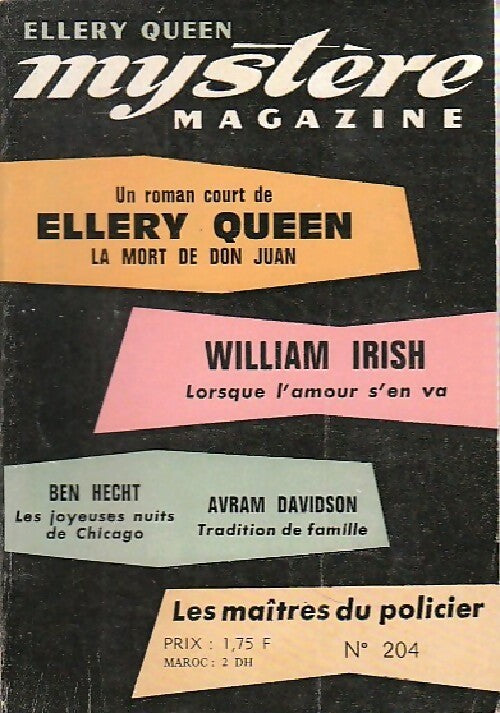 ELLERY QUEEN
mystère
MAGAZINE
Un roman court de
ELLERY QUEEN
LA MORT DE DON JUAN
WILLIAM IRISH
Lorsque l'amour s'en va
BEN HECHT
Les joyeuses nuits
de Chicago
AVRAM DAVIDSON
Tradition de famille
Les maîtres du policier
PRIX : 1,75 F
MAROC : 2 DH
N° 204